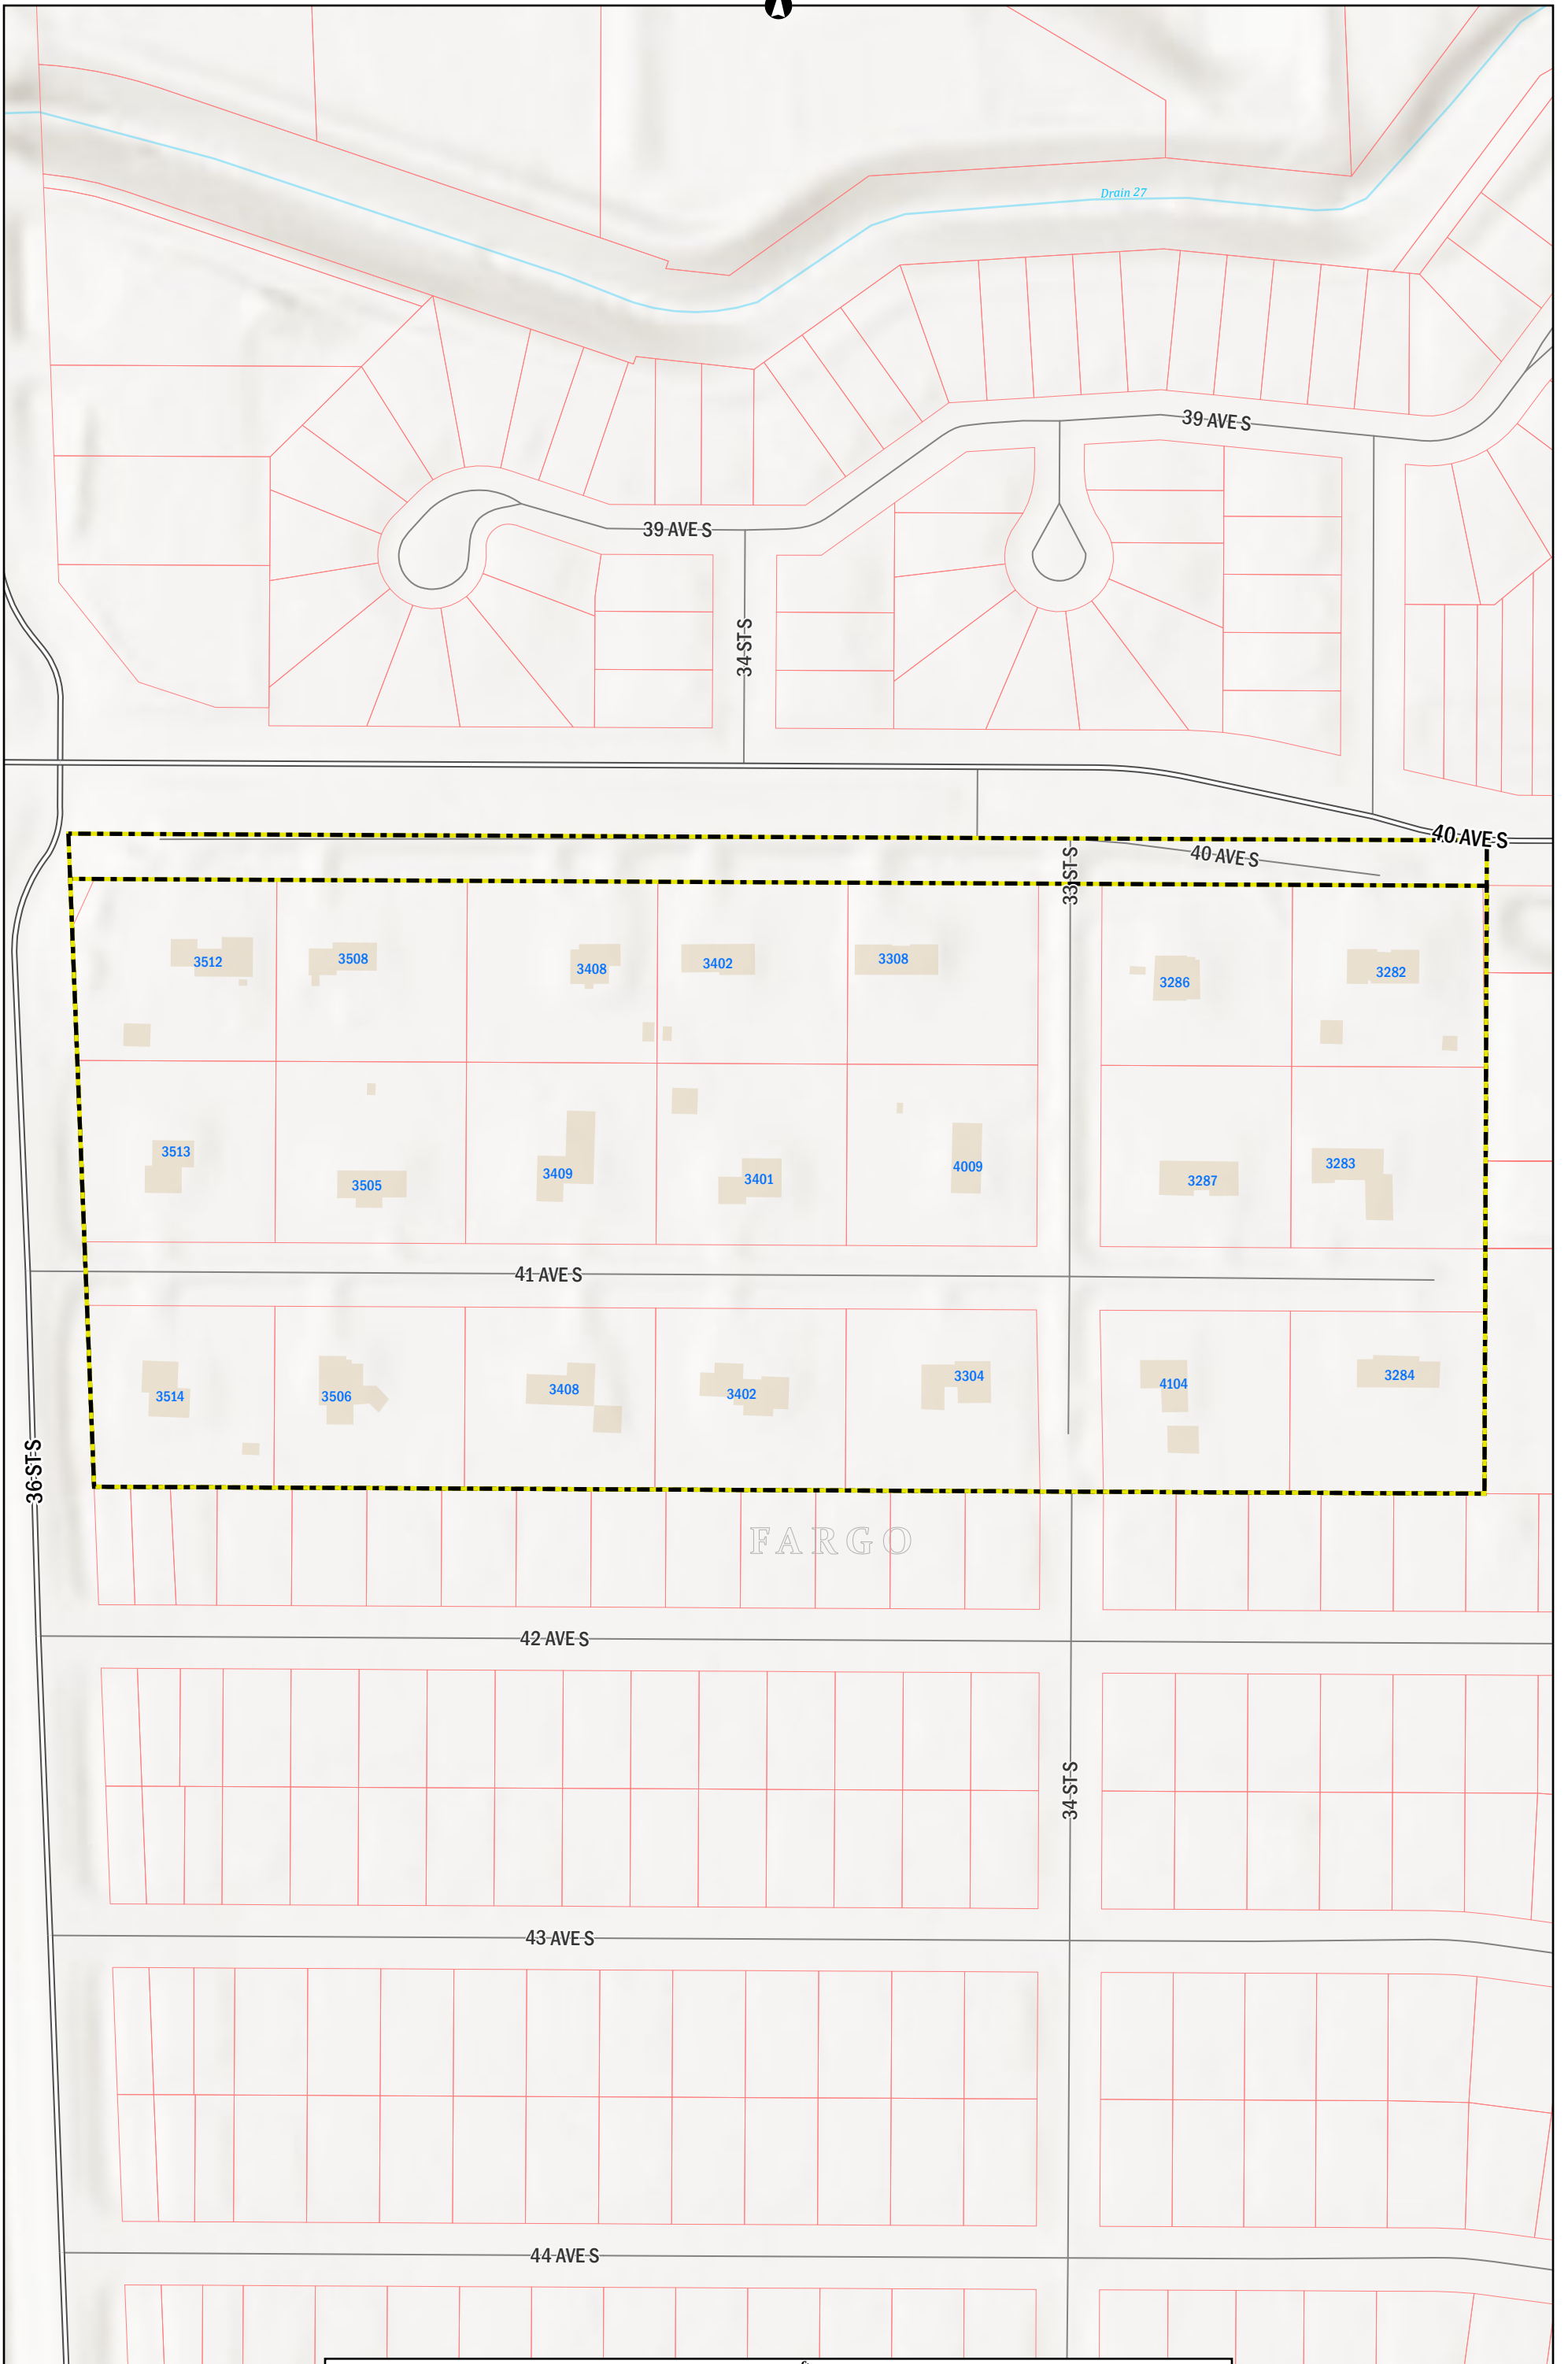 Drain 27
39 AVE S
39 AVE S
34 ST S
40 AVE S
40 AVE S
33 ST S
3512
3508
3408
3402
3308
3286
3282
3513
3505
3409
3401
4009
3287
3283
41 AVE S
3514
3506
3408
3402
3304
4104
3284
36 ST S
FARGO
42 AVE S
34 ST S
43 AVE S
44 AVE S